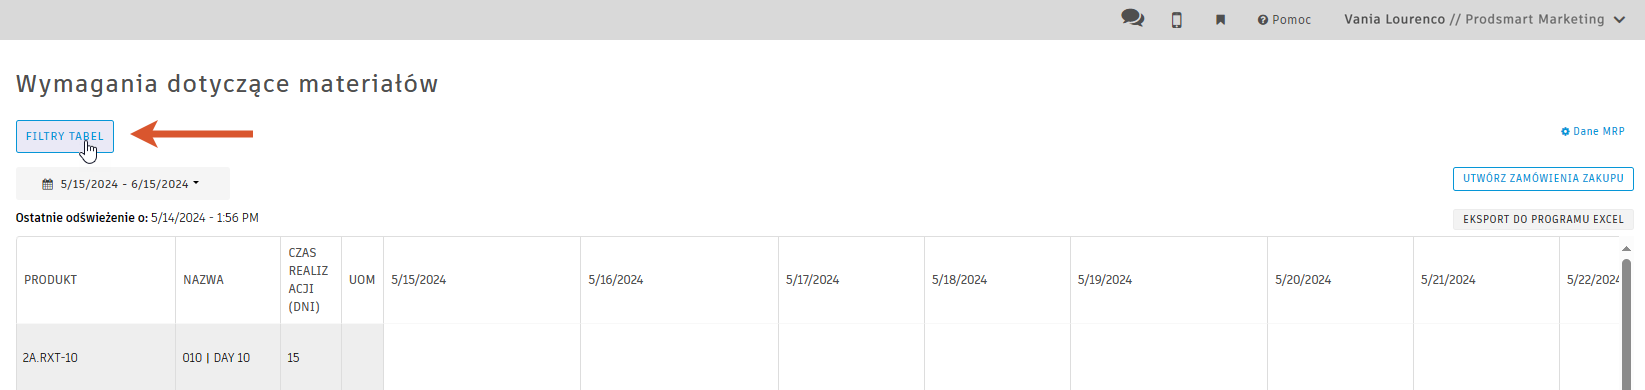 Pomoc
Vania Lourenco // Prodsmart Marketing
Wymagania dotyczące materiałów
FILTRY TABEL
Dane MRP
5/15/2024 - 6/15/2024
UTWÓRZ ZAMÓWIENIA ZAKUPU
Ostatnie odświeżenie o: 5/14/2024 - 1:56 PM
EKSPORT DO PROGRAMU EXCEL
PRODUKT
NAZWA
CZAS
REALIZ
ACJI
(DNI)
UOM
5/15/2024
5/16/2024
5/17/2024
5/18/2024
5/19/2024
5/20/2024
5/21/2024
5/22/2024
2A.RXT-10
010 | DAY 10
15